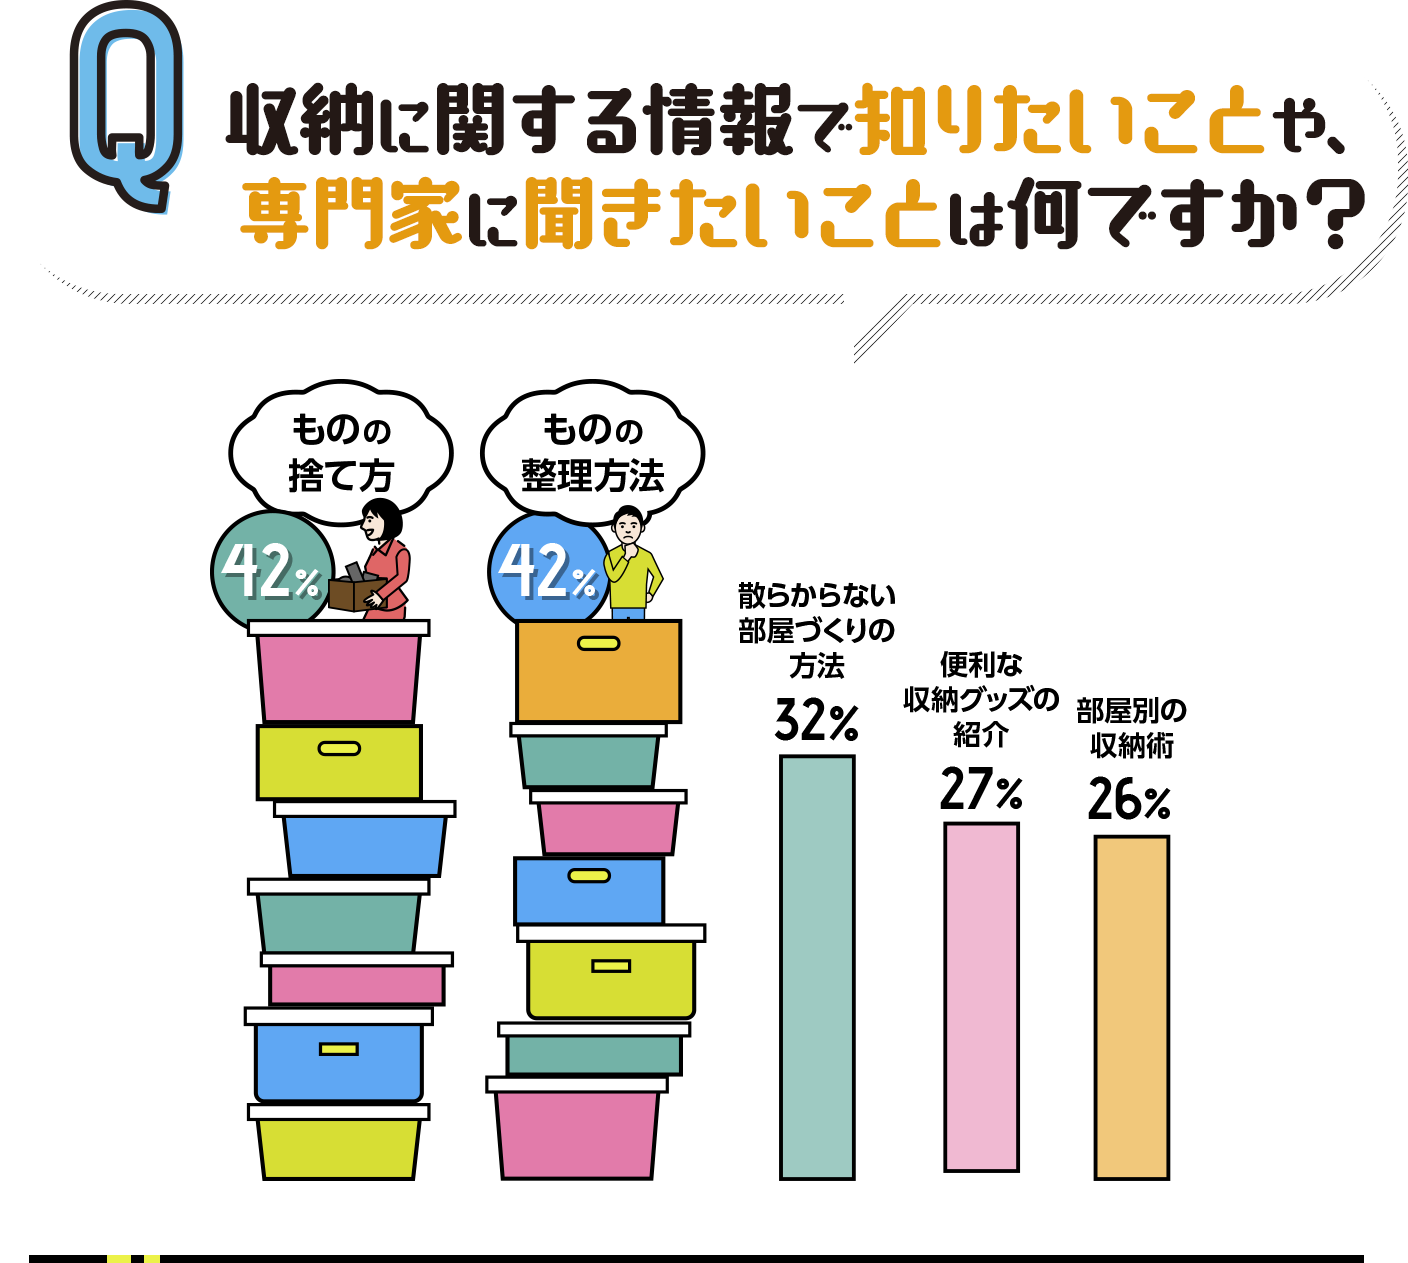 Q
収納に関する情報で知りたいことや、
専門家に聞きたいことは何ですか?
ものの
捨て方
42%
ものの
整理方法
42%
散らからない
部屋づくりの
方法
32%
便利な
収納グッズの
紹介
27%
部屋別の
収納術
26%